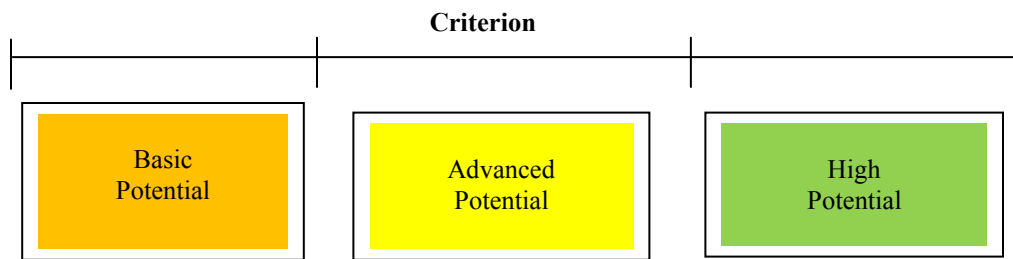 Criterion
Basic
Potential
Advanced
Potential
High
Potential